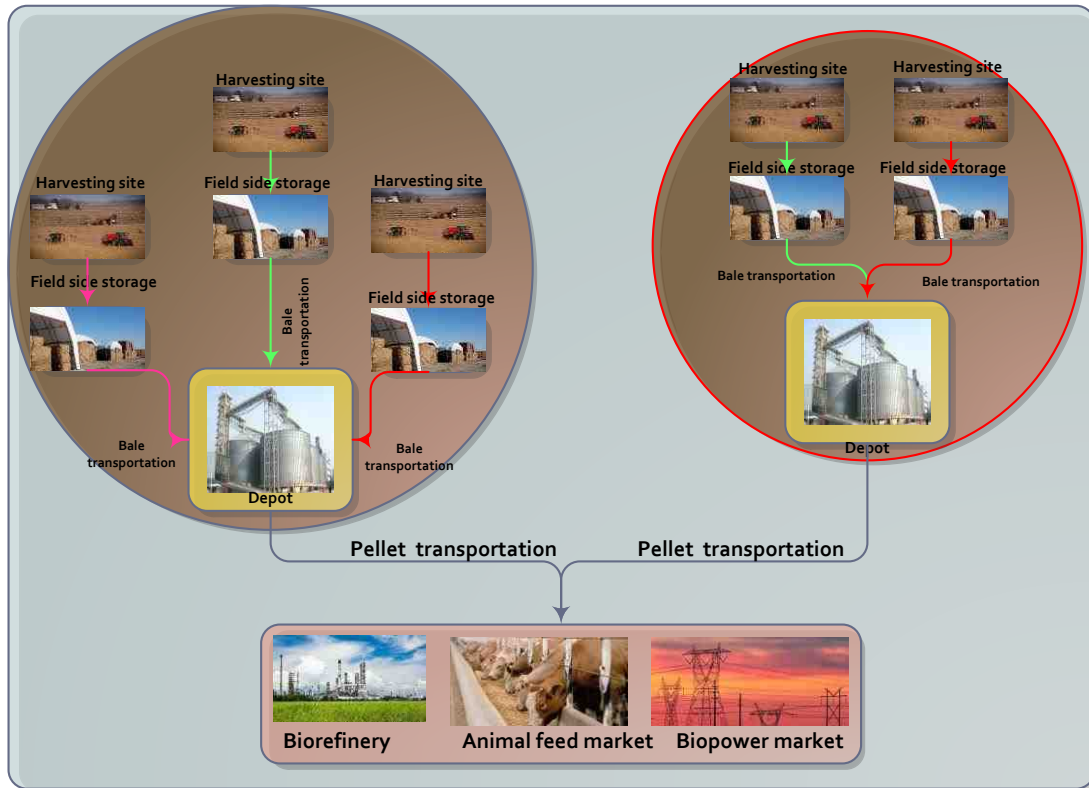 Harvesting site
Harvesting site
Field side storage
Harvesting site
Field side storage
Field side storage
Bale
transportation
Bale
transportation
Bale
transportation
Depot
Harvesting site
Harvesting site
Field side storage
Field side storage
Bale transportation
Bale transportation
Depot
Pellet transportation
Pellet transportation
Biorefinery
Animal feed market
Biopower market